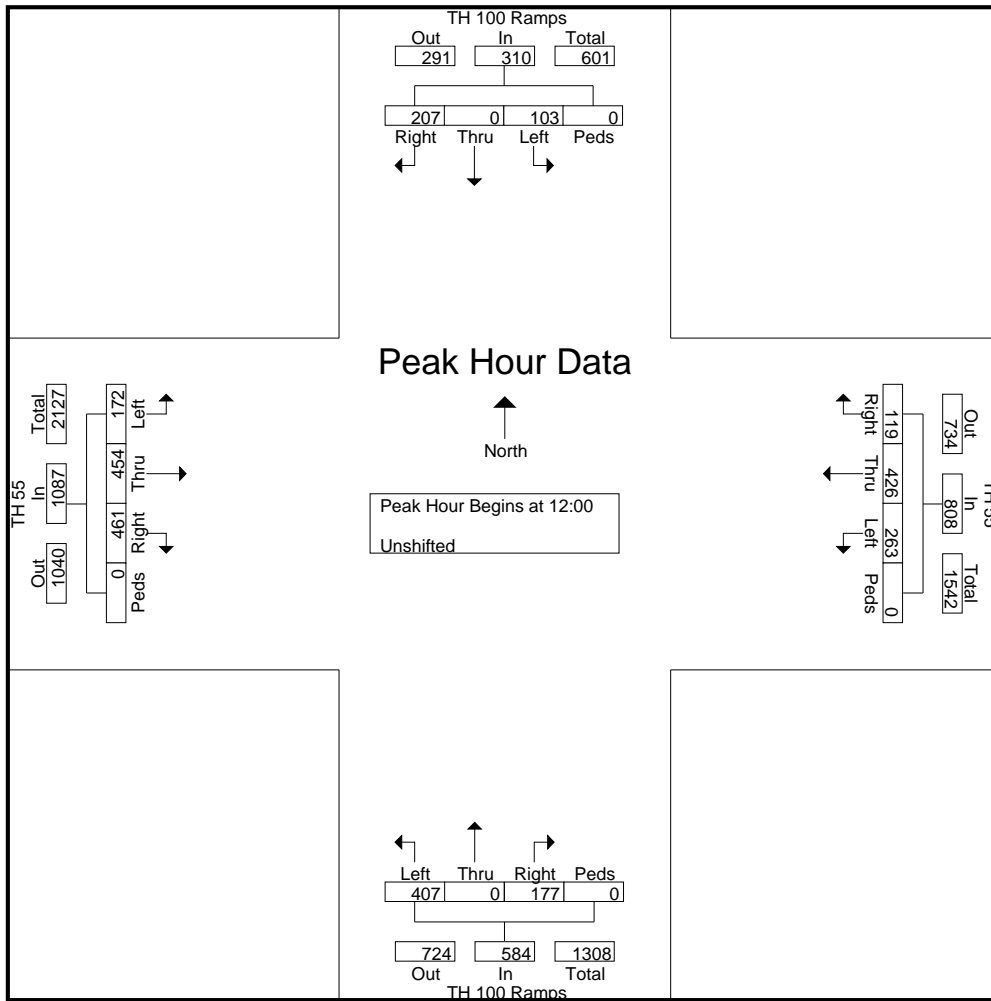 TH 100 Ramps
Out In Total
291 310 601
207 0 103 0
Right Thru Left Peds
Peak Hour Data
North
Peak Hour Begins at 12:00
Unshifted
TH 55
Total In Out
2127 1087 1040
172 454 461 0
Left Thru Right Peds
Right Thru Left Peds
119 426 263 0
Out In Total
734 808 1542
TH 55
Left Thru Right Peds
407 0 177 0
724 584 1308
Out In Total
TH 100 Ramps